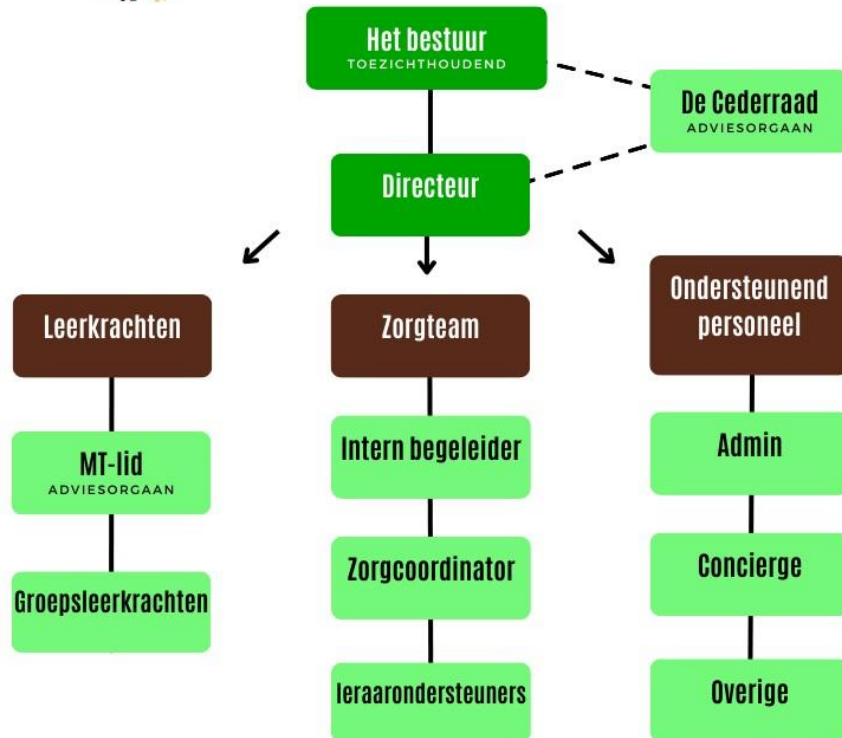 Het bestuur
TOEZICHTHOUDEND
De Cederraad
ADVIESORGAAN
Directeur
Leerkrachten
Zorgteam
Ondersteunend
personeel
MT-lid
ADVIESORGAAN
Intern begeleider
Admin
Groepsleerkrachten
Zorgcoordinator
Concierge
leraarondersteuners
Overige